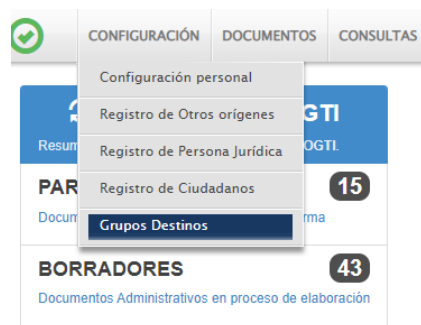 CONFIGURACIÓN DOCUMENTOS CONSULTAS
Configuración personal
Registro de Otros orígenes
GTI
Resum
Registro de Persona Jurídica
OGTI.
PAR
Registro de Ciudadanos
15
Docum
Grupos Destinos
rma
BORRADORES 43
Documentos Administrativos en proceso de elaboración